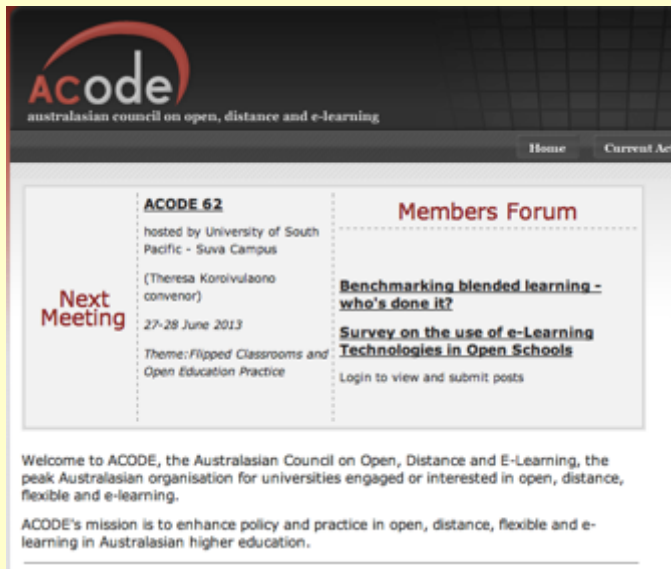 ACode
australasian council on open, distance and e-learning
Home
Current
Next
Meeting
ACODE 62
hosted by University of South
Pacific - Suva Campus
(Theresa Koroivulaono
convenor)
27-28 June 2013
Theme:Flipped Classrooms and
Open Education Practice
Members Forum
Benchmarking blended learning -
who's done it?
Survey on the use of e-Learning
Technologies in Open Schools
Login to view and submit posts
Welcome to ACODE, the Australasian Council on Open, Distance and E-Learning, the
peak Australasian organisation for universities engaged or interested in open, distance,
flexible and e-learning.
ACODE's mission is to enhance policy and practice in open, distance, flexible and e-
learning in Australasian higher education.